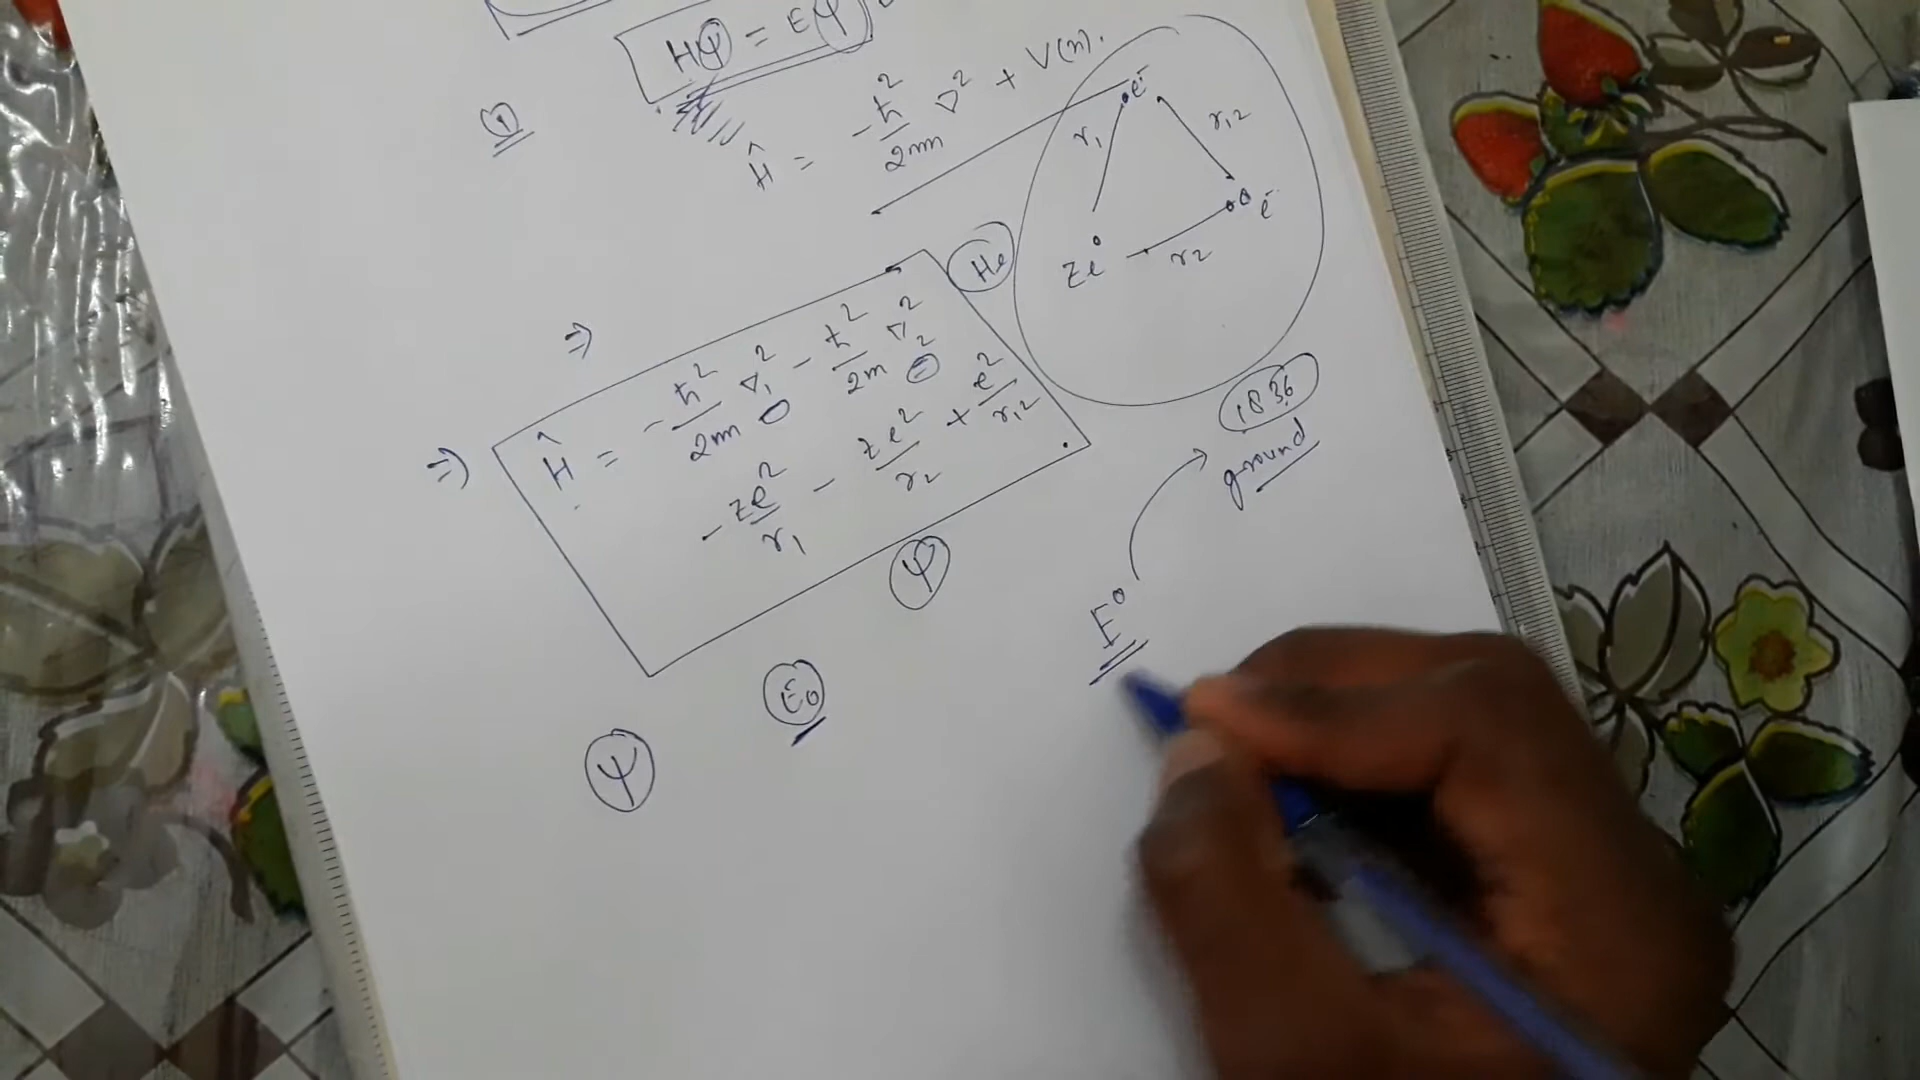 Hψ = Eψ
①
Ĥ = -ħ²/2m ∇² + V(r).
e⁻
r₁
r₁₂
e⁻
Ze
r₂
He
⇒
⇒ Ĥ = -ħ²/2m ∇₁² - ħ²/2m ∇₂²
-Ze²/r₁ - Ze²/r₂ + e²/r₁₂
1836
ground
ψ
E⁰
E₀
ψ